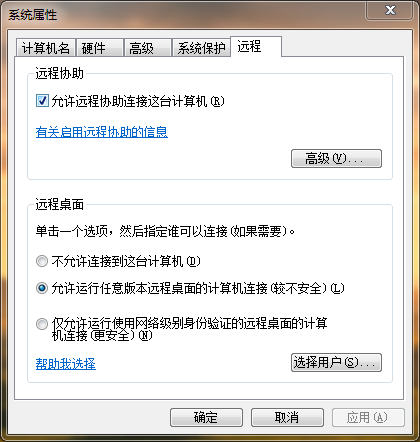 系统属性
计算机名 硬件 高级 系统保护 远程
远程协助
允许远程协助连接这台计算机(R)
有关启用远程协助的信息
高级(V)...
远程桌面
单击一个选项，然后指定谁可以连接(如果需要)。
不允许连接到这台计算机(D)
允许运行任意版本远程桌面的计算机连接(较不安全)(L)
仅允许运行使用网络级别身份验证的远程桌面的计算
机连接(更安全)(N)
帮助我选择
选择用户(S)...
确定 取消 应用(A)